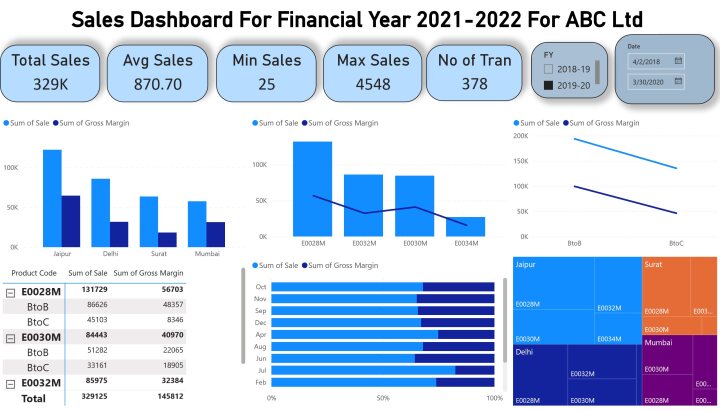 Sales Dashboard For Financial Year 2021-2022 For ABC Ltd
Total Sales
329K
Avg Sales
870.70
Min Sales
25
Max Sales
4548
No of Tran
378
FY
2018-19
2019-20
Date
4/2/2018
3/30/2020
Sum of Sale Sum of Gross Margin
100K
50K
0K
Jaipur Delhi Surat Mumbai
Sum of Sale Sum of Gross Margin
100K
50K
0K
E0028M E0032M E0030M E0034M
Sum of Sale Sum of Gross Margin
200K
150K
100K
50K
0K
BtoB BtoC
Product Code Sum of Sale Sum of Gross Margin
E0028M 131729 56703
BtoB 86626 48357
BtoC 45103 8346
E0030M 84443 40970
BtoB 51282 22065
BtoC 33161 18905
E0032M 85975 32384
Total 329125 145812
Sum of Sale Sum of Gross Margin
Oct
Nov
Sep
Dec
Apr
Aug
Jun
Jul
Feb
0% 50% 100%
Jaipur
E0028M
E0032M
E0030M
E0034M
Surat
E0028M
E003...
E0030M
Delhi
E0028M
E0032M
E0030M
Mumbai
E0030M
E0028M
E00...
E00...